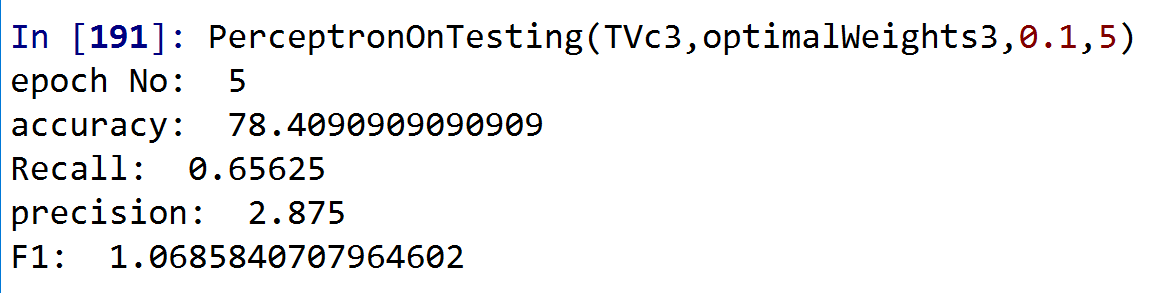 In [191]: PerceptronOnTesting(TVc3,optimalWeights3,0.1,5)
epoch No:  5
accuracy:  78.4090909090909
Recall:  0.65625
precision:  2.875
F1:  1.0685840707964602